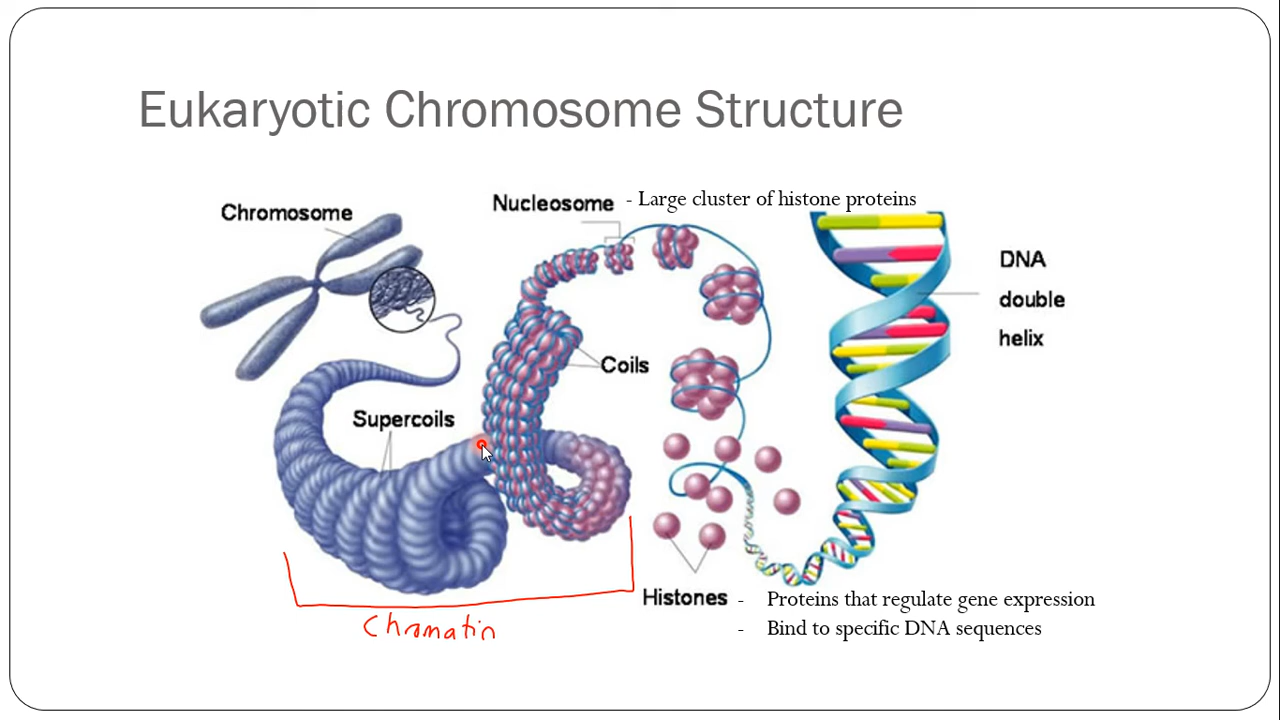 Eukaryotic Chromosome Structure
Chromosome
Nucleosome - Large cluster of histone proteins
DNA
double
helix
Coils
Supercoils
Histones - Proteins that regulate gene expression
- Bind to specific DNA sequences
Chromatin